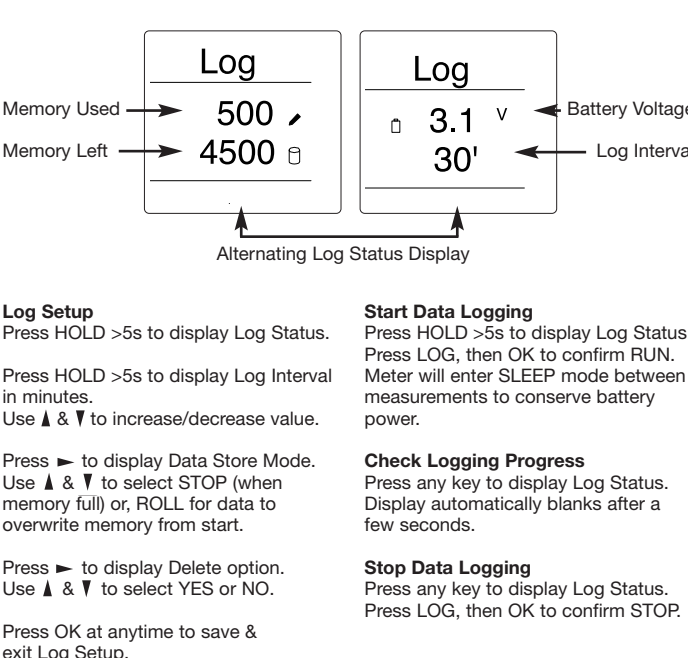 Log
500
4500
Log
3.1 V
30'
Memory Used
Memory Left
Battery Voltage
Log Interva
Alternating Log Status Display
Log Setup
Press HOLD >5s to display Log Status.
Press HOLD >5s to display Log Interval
in minutes.
Use ▲ & ▼ to increase/decrease value.
Press ► to display Data Store Mode.
Use ▲ & ▼ to select STOP (when
memory full) or, ROLL for data to
overwrite memory from start.
Press ► to display Delete option.
Use ▲ & ▼ to select YES or NO.
Press OK at anytime to save &
exit Log Setup.
Start Data Logging
Press HOLD >5s to display Log Status
Press LOG, then OK to confirm RUN.
Meter will enter SLEEP mode between
measurements to conserve battery
power.
Check Logging Progress
Press any key to display Log Status.
Display automatically blanks after a
few seconds.
Stop Data Logging
Press any key to display Log Status.
Press LOG, then OK to confirm STOP.